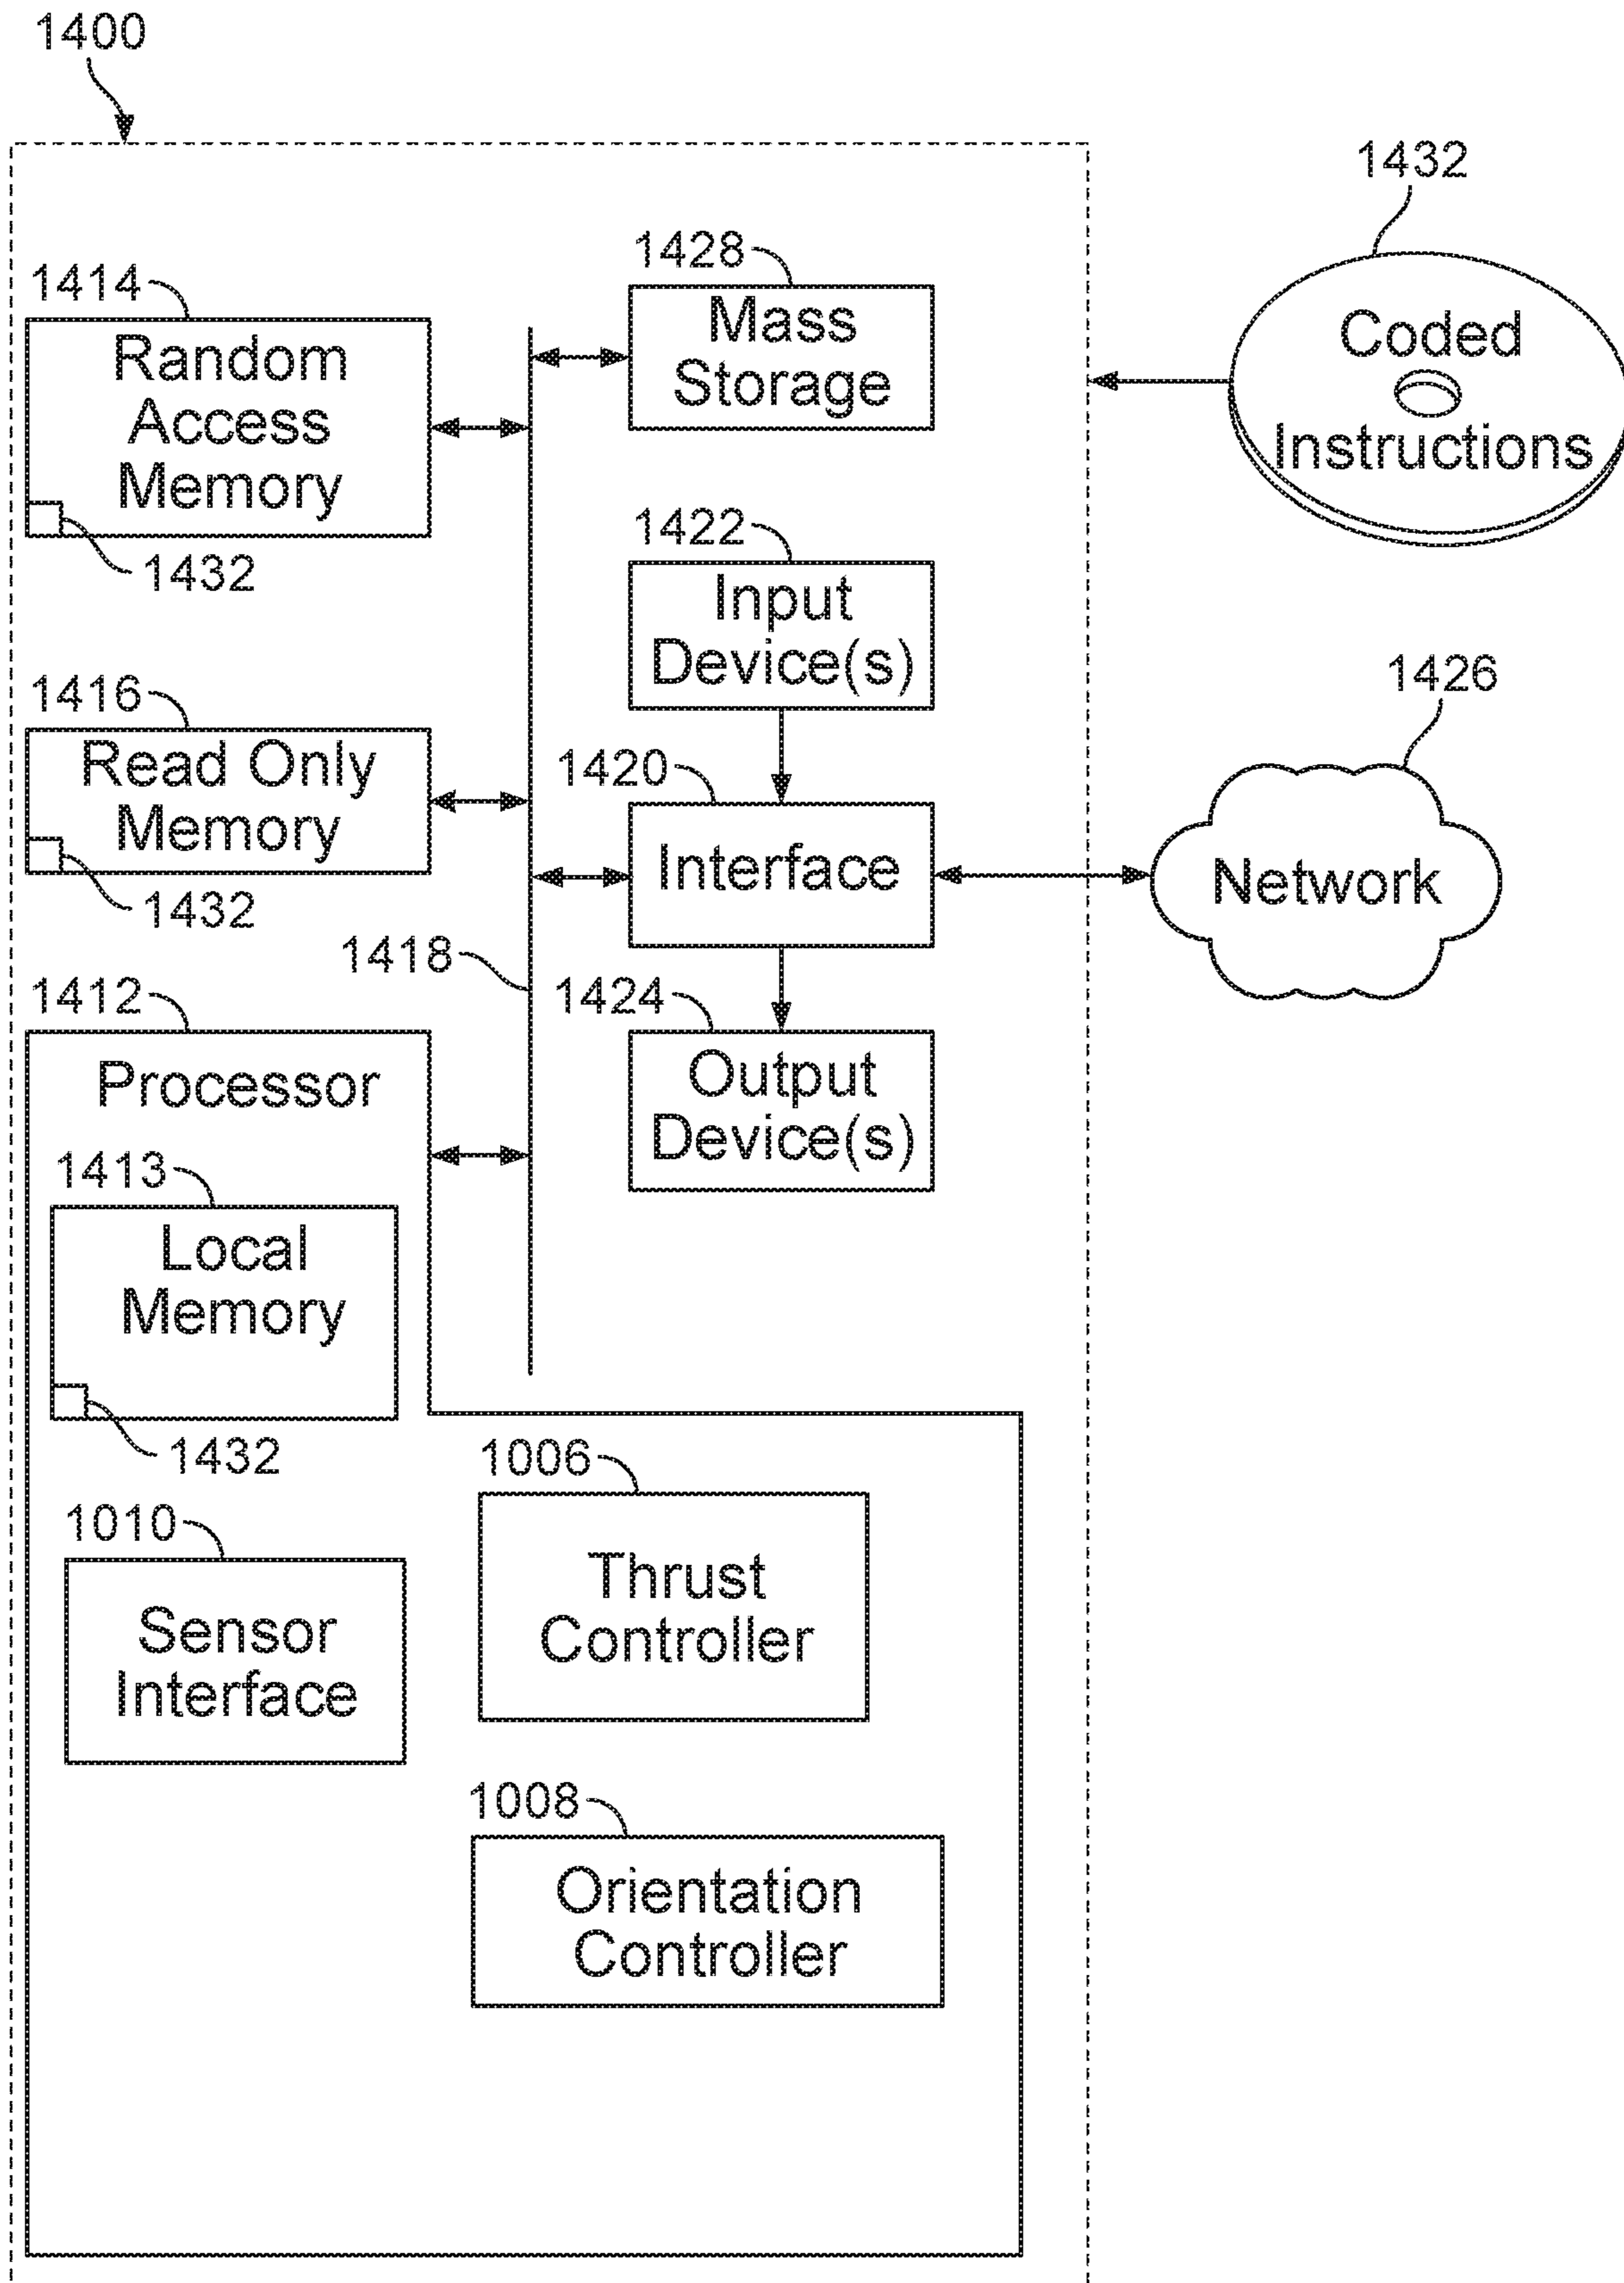 1400
1432
1428
Mass
Storage
1414
Random
Access
Memory
1432
Coded
Instructions
1422
Input
Device(s)
1416
Read Only
Memory
1432
1420
Interface
1426
Network
1418
1424
Output
Device(s)
1412
Processor
1413
Local
Memory
1432
1006
Thrust
Controller
1010
Sensor
Interface
1008
Orientation
Controller